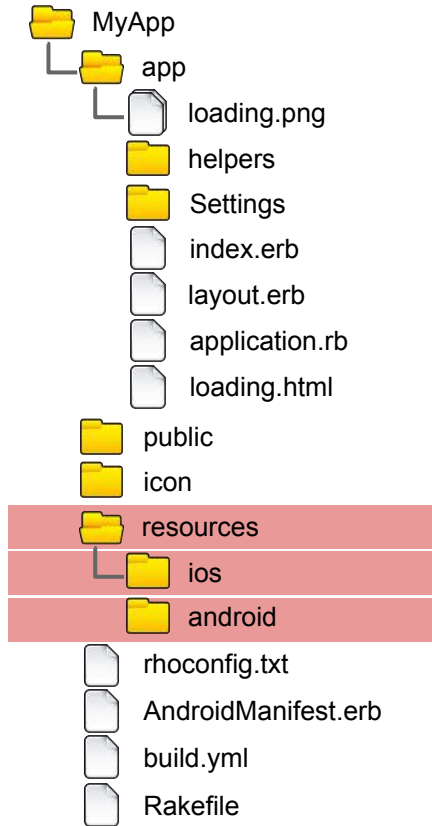 MyApp
app
loading.png
helpers
Settings
index.erb
layout.erb
application.rb
loading.html
public
icon
resources
ios
android
rhoconfig.txt
AndroidManifest.erb
build.yml
Rakefile